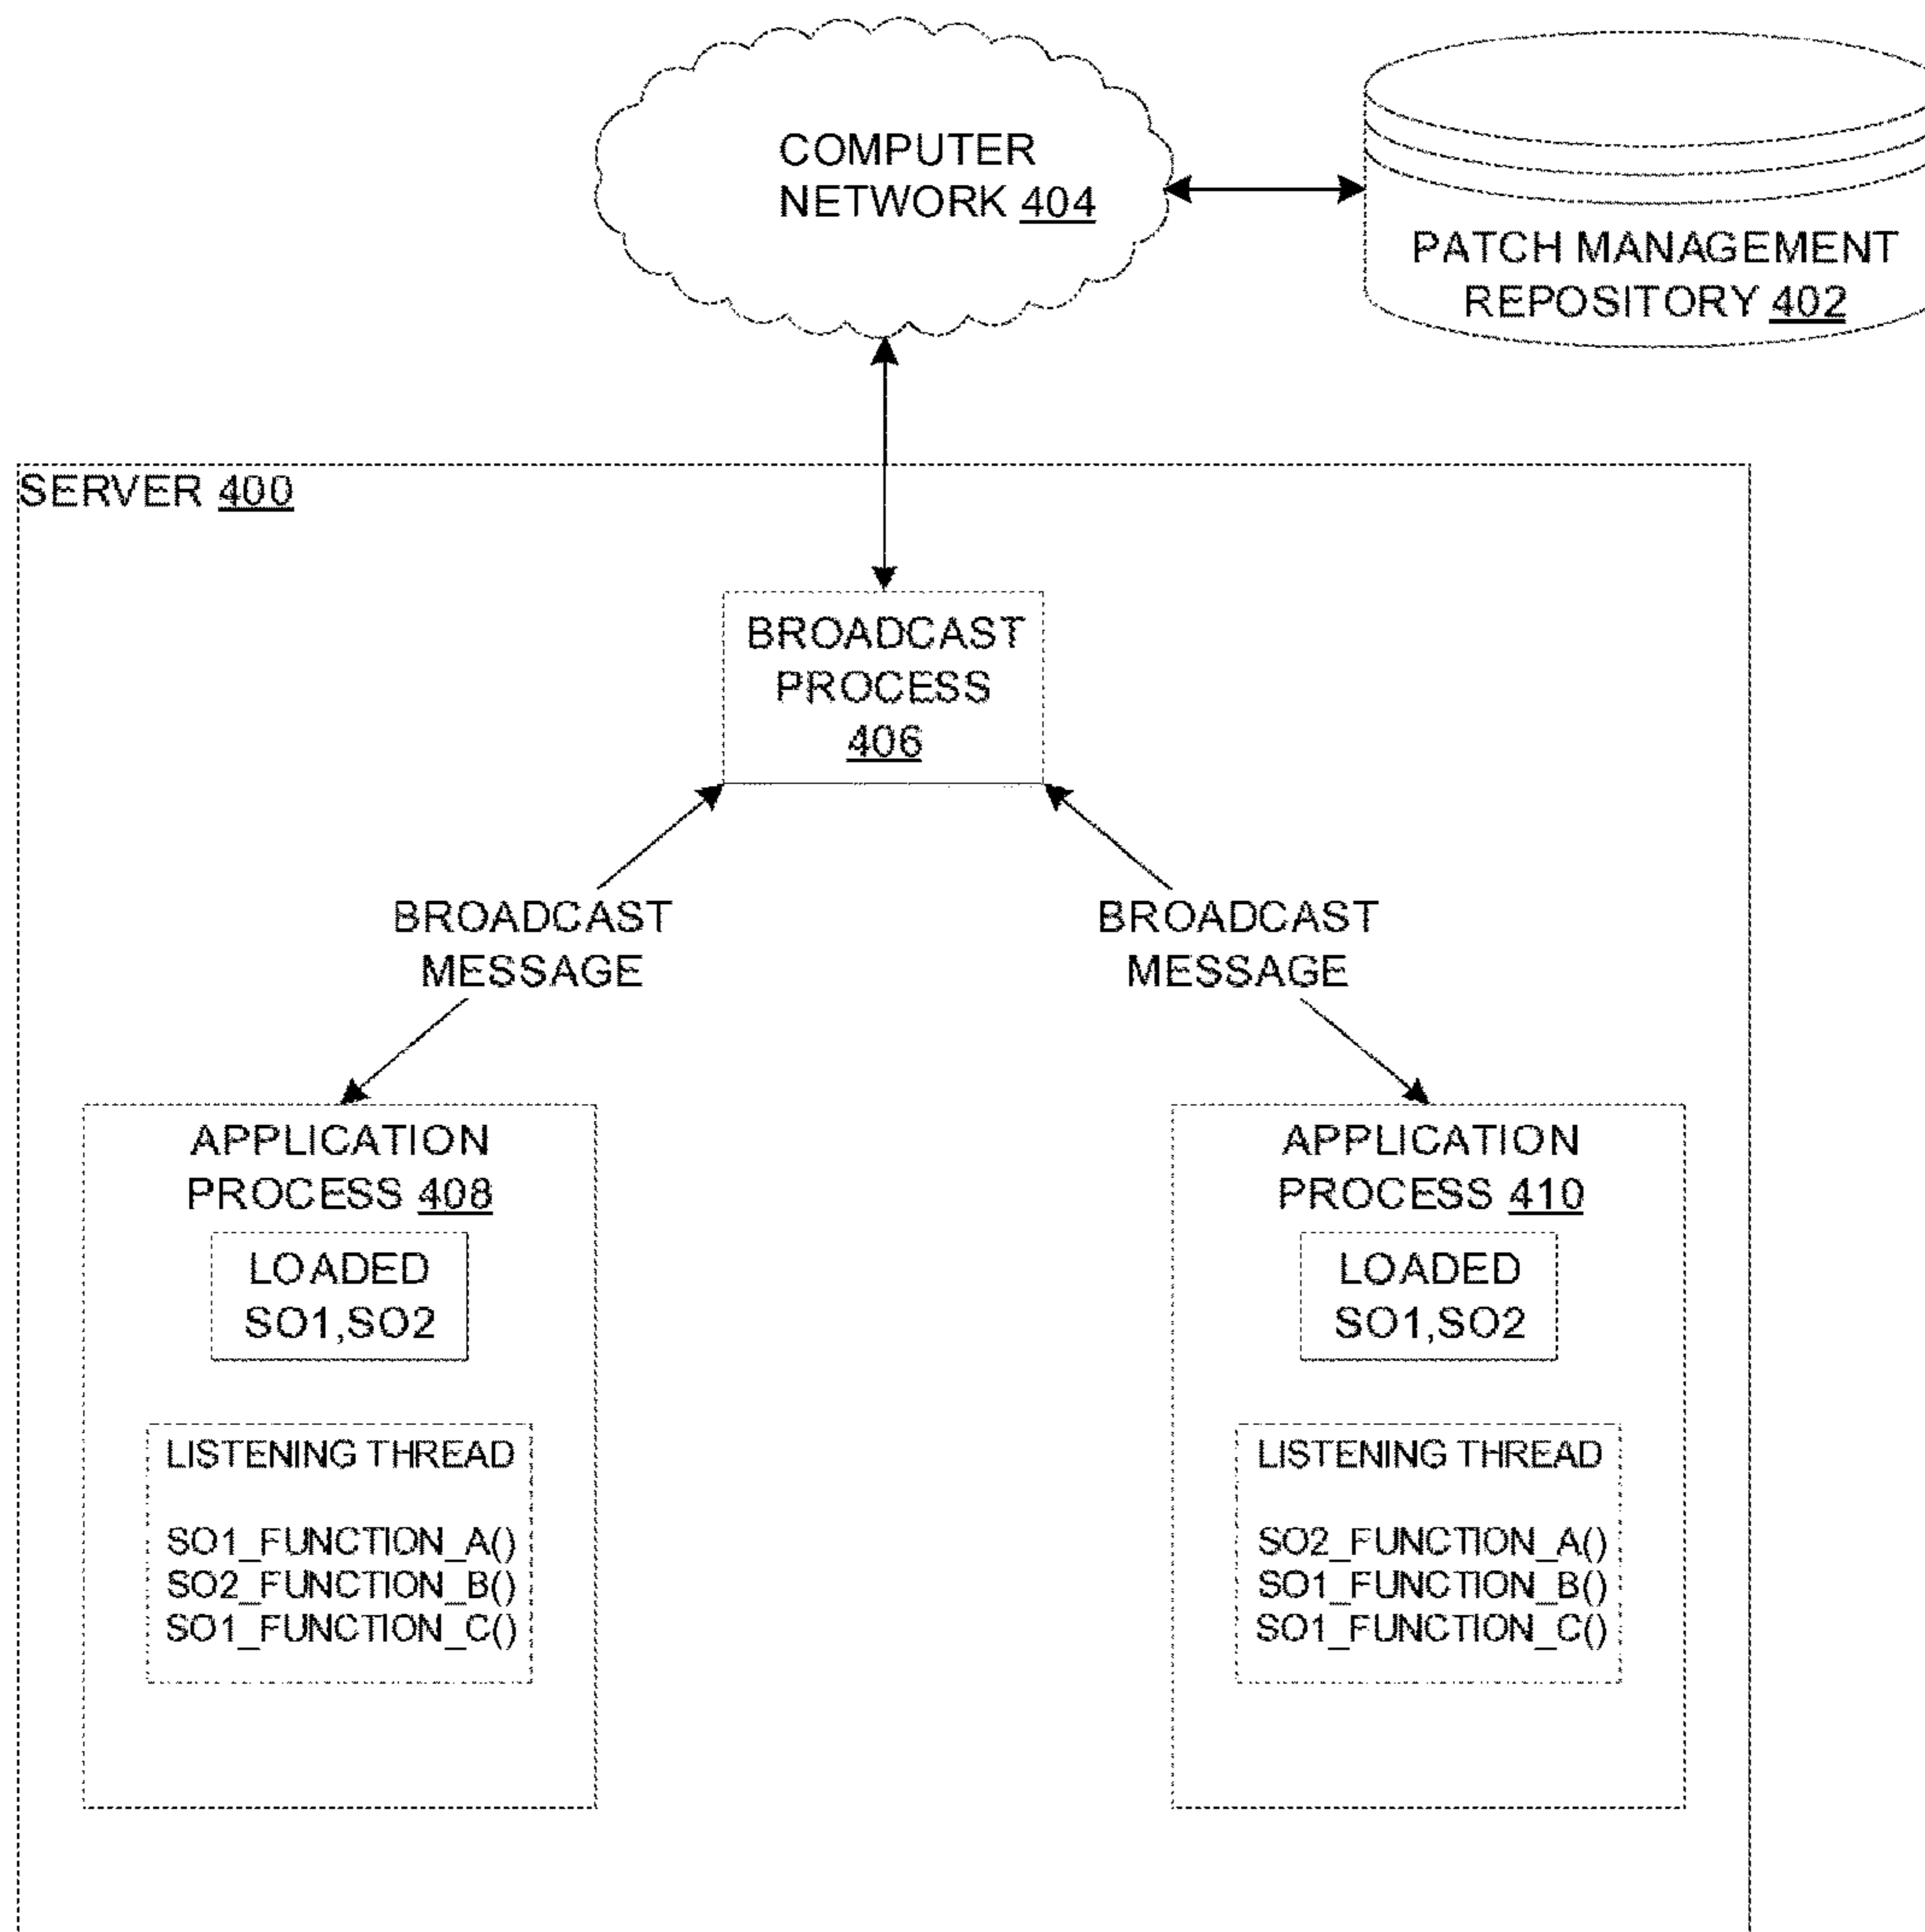 COMPUTER
NETWORK 404
PATCH MANAGEMENT
REPOSITORY 402
SERVER 400
BROADCAST
PROCESS
406
BROADCAST
MESSAGE
BROADCAST
MESSAGE
APPLICATION
PROCESS 408
LOADED
SO1,SO2
LISTENING THREAD
SO1_FUNCTION_A()
SO2_FUNCTION_B()
SO1_FUNCTION_C()
APPLICATION
PROCESS 410
LOADED
SO1,SO2
LISTENING THREAD
SO2_FUNCTION_A()
SO1_FUNCTION_B()
SO1_FUNCTION_C()